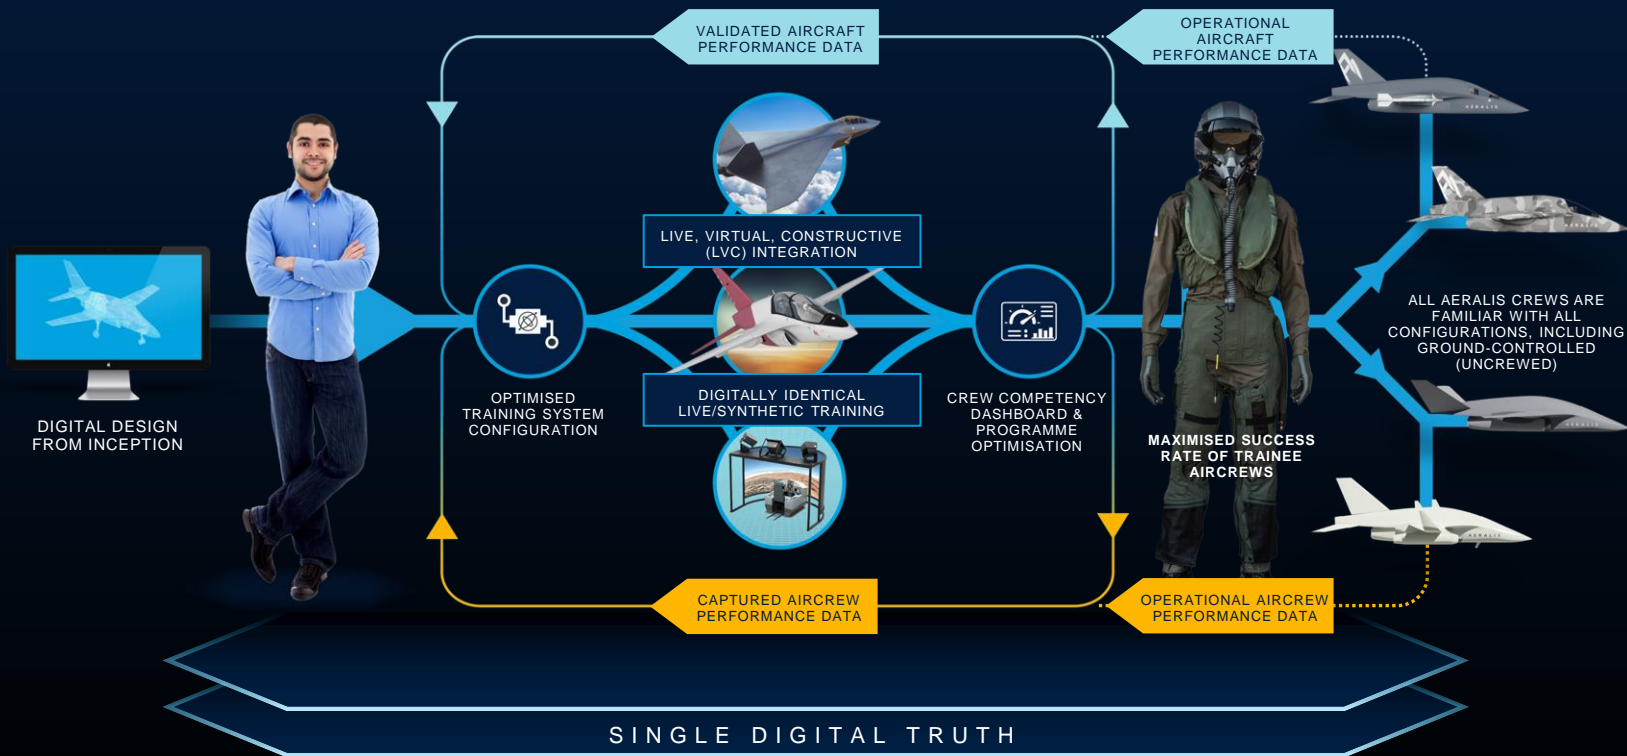 VALIDATED AIRCRAFT
PERFORMANCE DATA
OPERATIONAL
AIRCRAFT
PERFORMANCE DATA
AERALIS
LIVE, VIRTUAL, CONSTRUCTIVE
(LVC) INTEGRATION
ALL AERALIS CREWS ARE
FAMILIAR WITH ALL
CONFIGURATIONS, INCLUDING
GROUND-CONTROLLED
(UNCREWED)
DIGITALLY IDENTICAL
LIVE/SYNTHETIC TRAINING
OPTIMISED
TRAINING SYSTEM
CONFIGURATION
CREW COMPETENCY
DASHBOARD &
PROGRAMME
OPTIMISATION
DIGITAL DESIGN
FROM INCEPTION
AERALIS
MAXIMISED SUCCESS
RATE OF TRAINEE
AIRCREWS
AERALIS
CAPTURED AIRCREW
PERFORMANCE DATA
OPERATIONAL AIRCREW
PERFORMANCE DATA
SINGLE DIGITAL TRUTH